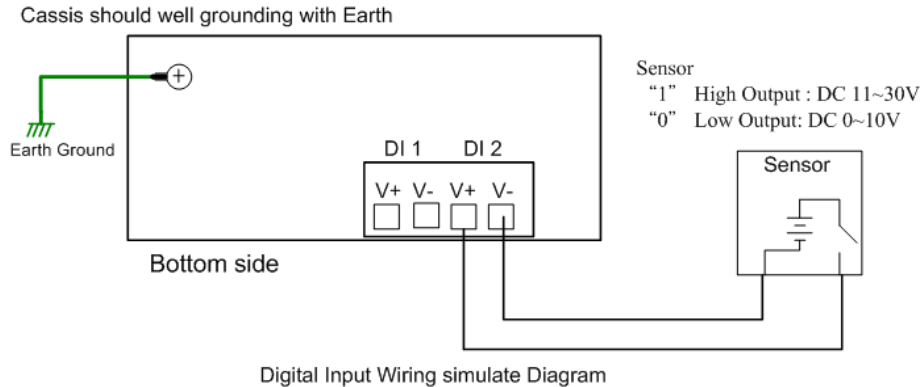 Cassis should well grounding with Earth
Sensor
“1” High Output : DC 11~30V
“0” Low Output: DC 0~10V
Earth Ground
DI 1 DI 2
V+ V- V+ V-
Sensor
Bottom side
Digital Input Wiring simulate Diagram